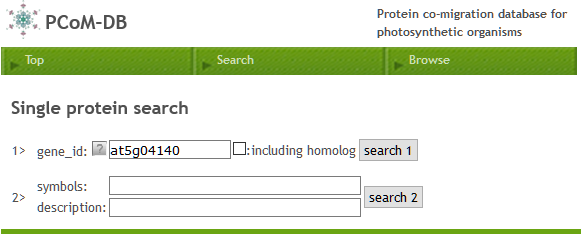 PCoM-DB
Protein co-migration database for
photosynthetic organisms
Top Search Browse
Single protein search
1> gene_id: ? at5g04140 :including homolog search 1
2> symbols: search 2
description: